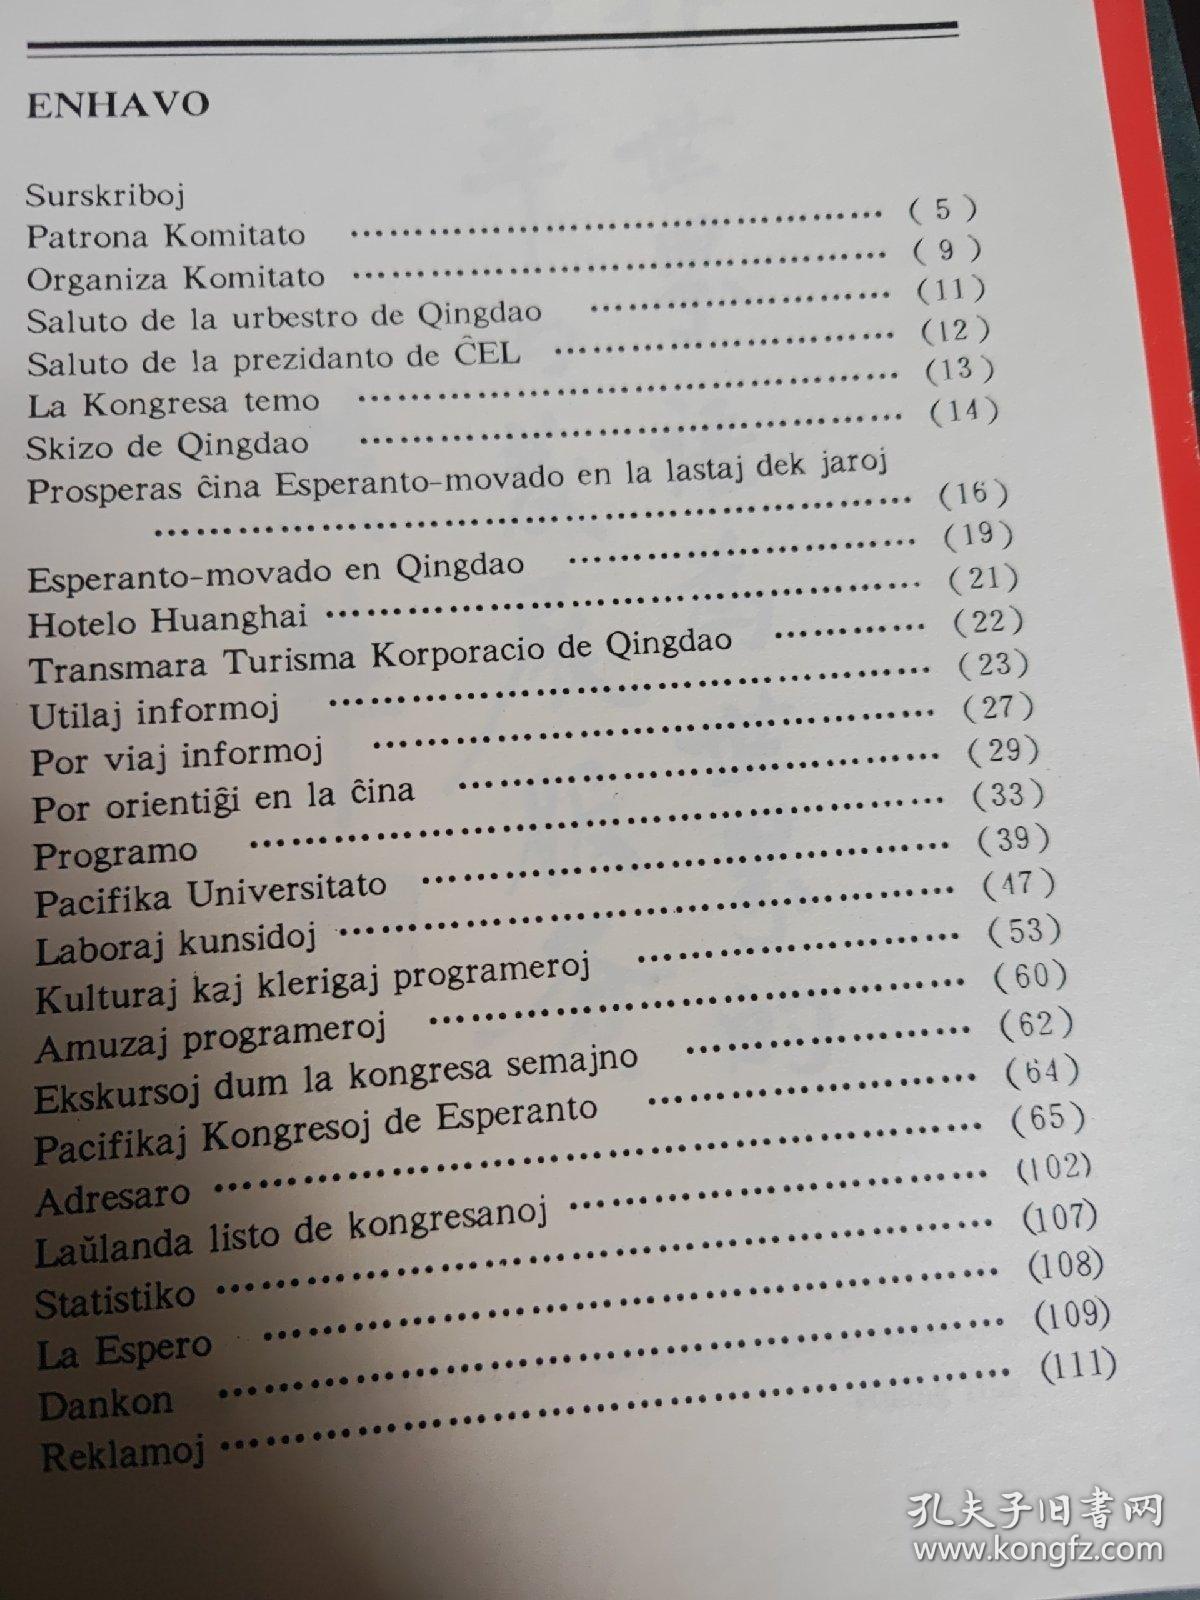 ENHAVO
Surskriboj
Patrona Komitato ( 5 )
Organiza Komitato ( 9 )
Saluto de la urbestro de Qingdao (11)
Saluto de la prezidanto de ĈEL (12)
La Kongresa temo (13)
Skizo de Qingdao (14)
Prosperas ĉina Esperanto-movado en la lastaj dek jaroj
(16)
Esperanto-movado en Qingdao (19)
Hotelo Huanghai (21)
Transmara Turisma Korporacio de Qingdao (22)
Utilaj informoj (23)
Por viaj informoj (27)
Por orientiĝi en la ĉina (29)
Programo (33)
Pacifika Universitato (39)
Laboraj kunsidoj (47)
Kulturaj kaj klerigaj programeroj (53)
Amuzaj programeroj (60)
Ekskursoj dum la kongresa semajno (62)
Pacifikaj Kongresoj de Esperanto (64)
Adresaro (65)
Laŭlanda listo de kongresanoj (102)
Statistiko (107)
La Espero (108)
Dankon (109)
Reklamoj (111)
孔夫子旧书网
www.kongfz.com